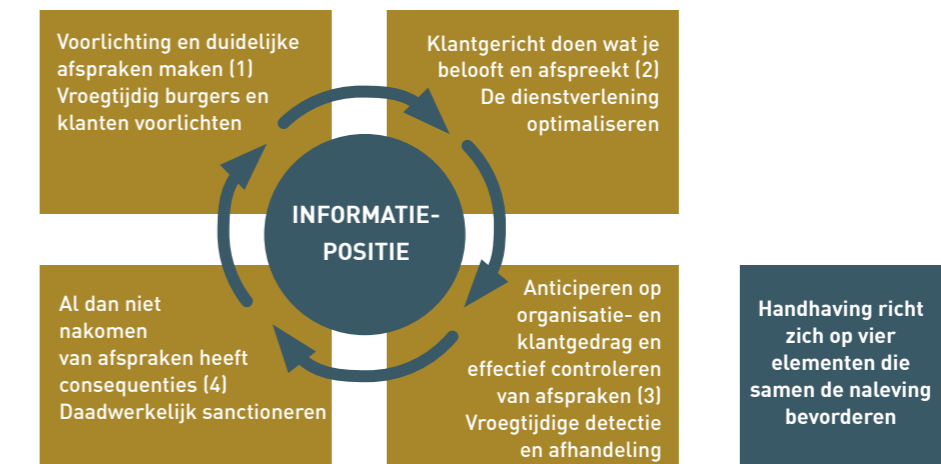 Voorlichting en duidelijke
afspraken maken (1)
Vroegtijdig burgers en
klanten voorlichten
Klantgericht doen wat je
belooft en afspreekt (2)
De dienstverlening
optimaliseren
INFORMATIE-
POSITIE
Al dan niet
nakomen
van afspraken heeft
consequenties (4)
Daadwerkelijk sanctioneren
Anticiperen op
organisatie- en
klantgedrag en
effectief controleren
van afspraken (3)
Vroegtijdige detectie
en afhandeling
Handhaving richt
zich op vier
elementen die
samen de naleving
bevorderen